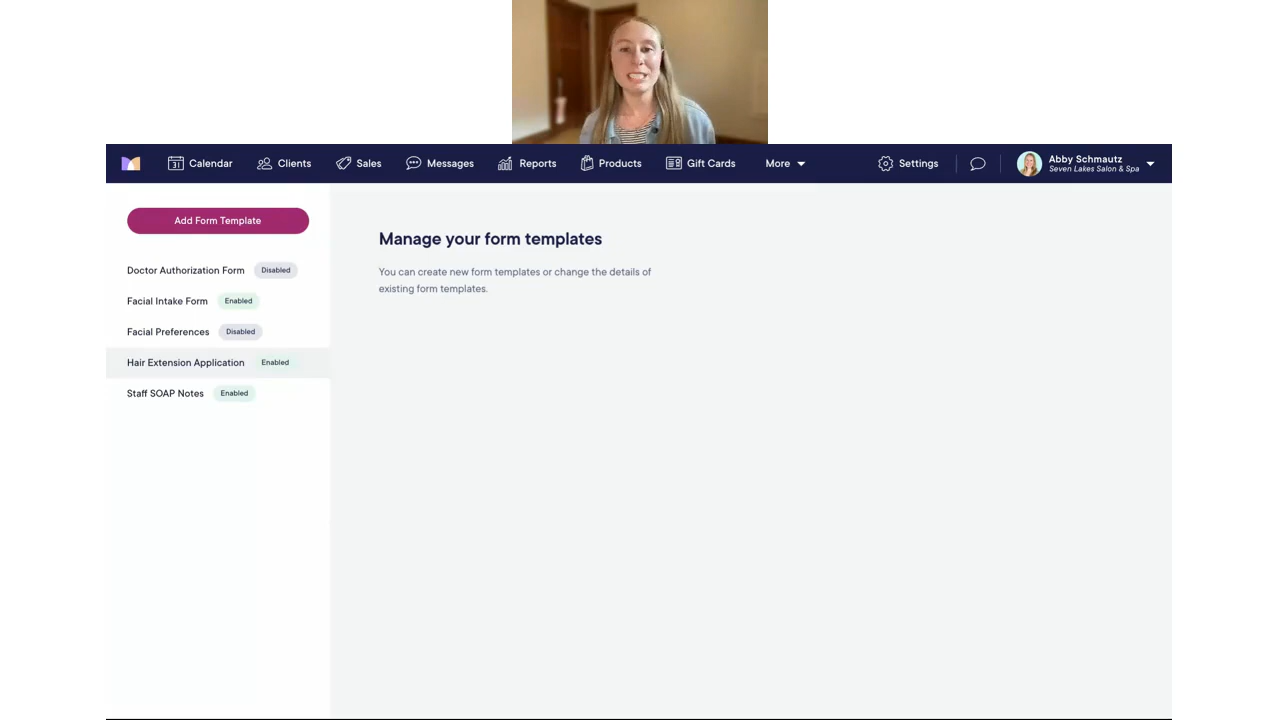 Calendar Clients Sales Messages Reports Products Gift Cards More Settings Abby Schmautz
Seven Lakes Salon & Spa
Add Form Template
Doctor Authorization Form Disabled
Facial Intake Form Enabled
Facial Preferences Disabled
Hair Extension Application Enabled
Staff SOAP Notes Enabled
Manage your form templates
You can create new form templates or change the details of
existing form templates.